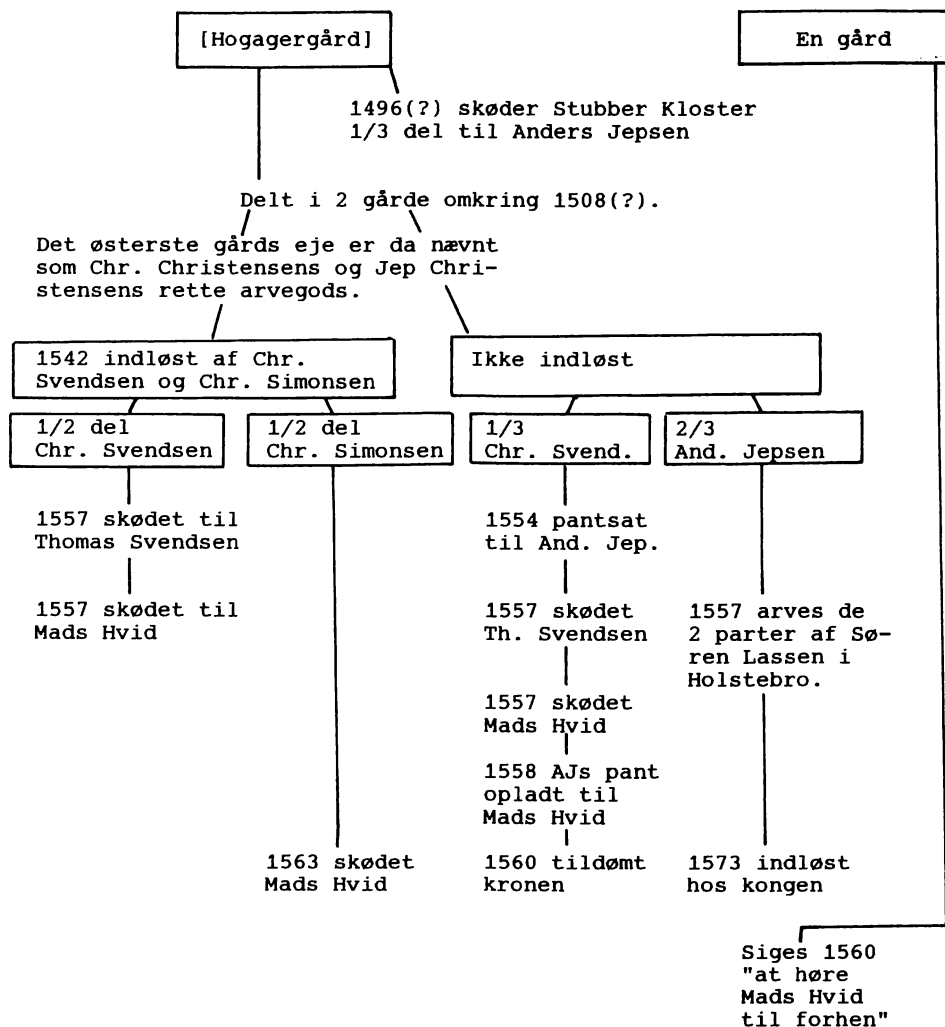 [Hogagergård]
En gård
1496(?) skøder Stubber Kloster
1/3 del til Anders Jepsen
Delt i 2 gårde omkring 1508(?).
Det østerste gårds eje er da nævnt
som Chr. Christensens og Jep Chri-
stensens rette arvegods.
1542 indløst af Chr.
Svendsen og Chr. Simonsen
Ikke indløst
1/2 del
Chr. Svendsen
1/2 del
Chr. Simonsen
1/3
Chr. Svend.
2/3
And. Jepsen
1557 skødet til
Thomas Svendsen
1557 skødet til
Mads Hvid
1563 skødet
Mads Hvid
1554 pantsat
til And. Jep.
1557 skødet
Th. Svendsen
1557 skødet
Mads Hvid
1558 AJs pant
opladt til
Mads Hvid
1560 tildømt
kronen
1557 arves de
2 parter af Sø-
ren Lassen i
Holstebro.
1573 indløst
hos kongen
Siges 1560
"at høre
Mads Hvid
til forhen"